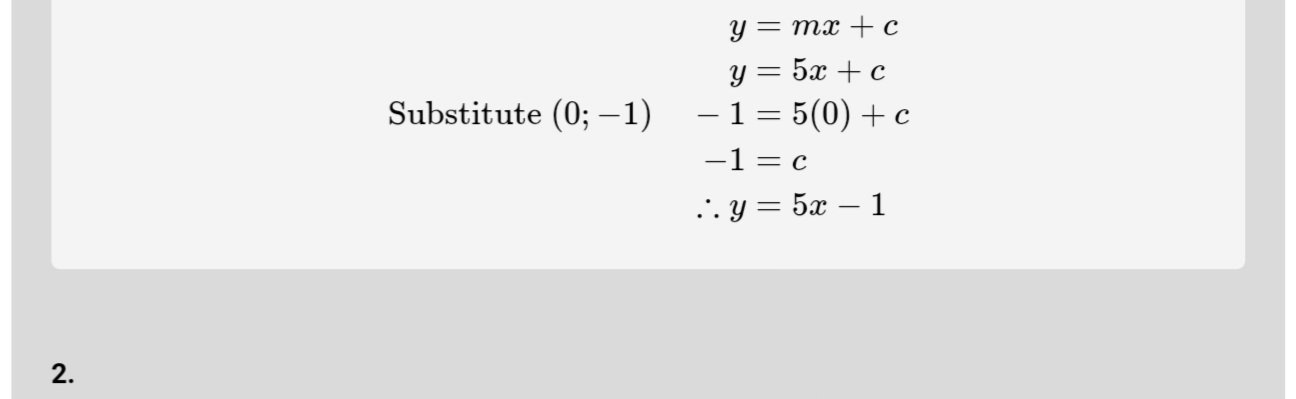 y = mx + c
y = 5x + c
Substitute (0; −1) − 1 = 5(0) + c
−1 = c
∴ y = 5x − 1
2.